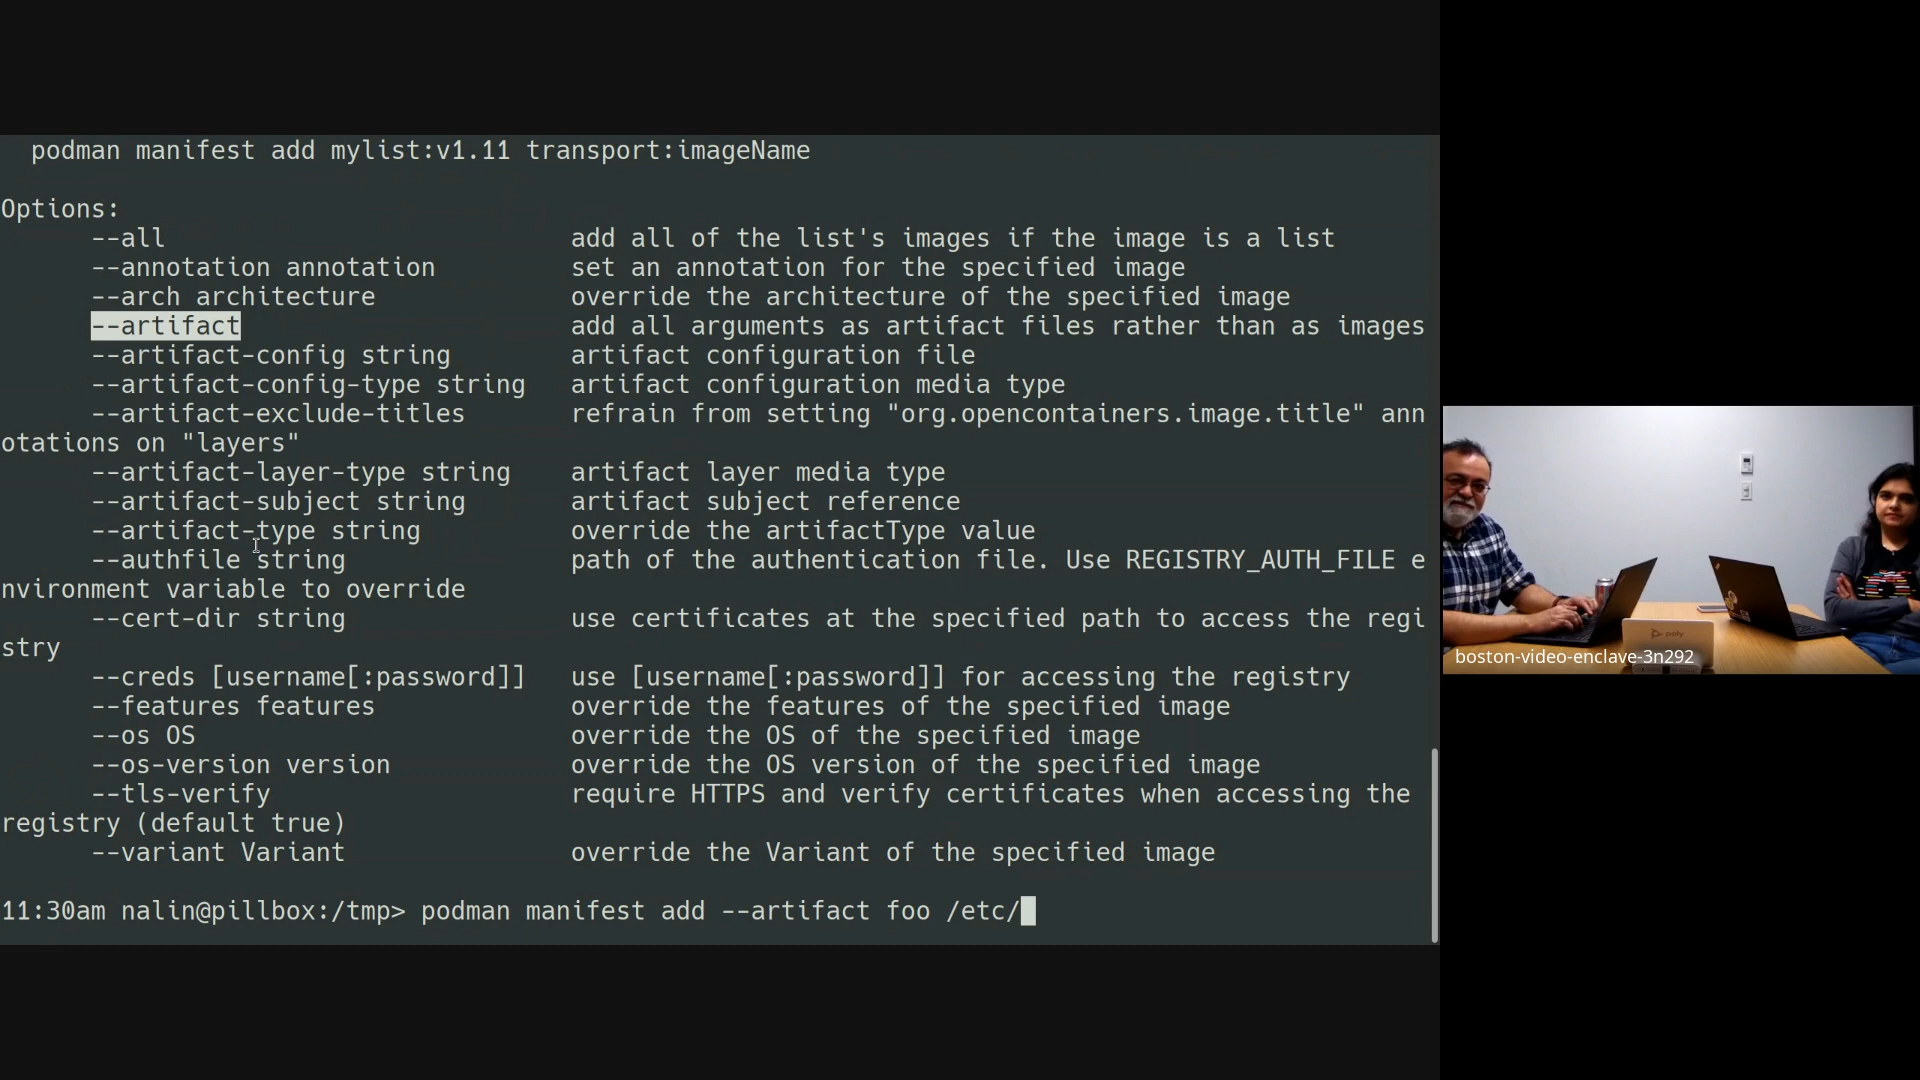 podman manifest add mylist:v1.11 transport:imageName
Options:
--all add all of the list's images if the image is a list
--annotation annotation set an annotation for the specified image
--arch architecture override the architecture of the specified image
--artifact add all arguments as artifact files rather than as images
--artifact-config string artifact configuration file
--artifact-config-type string artifact configuration media type
--artifact-exclude-titles refrain from setting "org.opencontainers.image.title" ann
otations on "layers"
--artifact-layer-type string artifact layer media type
--artifact-subject string artifact subject reference
--artifact-type string override the artifactType value
--authfile string path of the authentication file. Use REGISTRY_AUTH_FILE e
nvironment variable to override
--cert-dir string use certificates at the specified path to access the regi
stry
--creds [username[:password]] use [username[:password]] for accessing the registry
--features features override the features of the specified image
--os OS override the OS of the specified image
--os-version version override the OS version of the specified image
--tls-verify require HTTPS and verify certificates when accessing the
registry (default true)
--variant Variant override the Variant of the specified image
11:30am nalin@pillbox:/tmp> podman manifest add --artifact foo /etc/
poly
boston-video-enclave-3n292